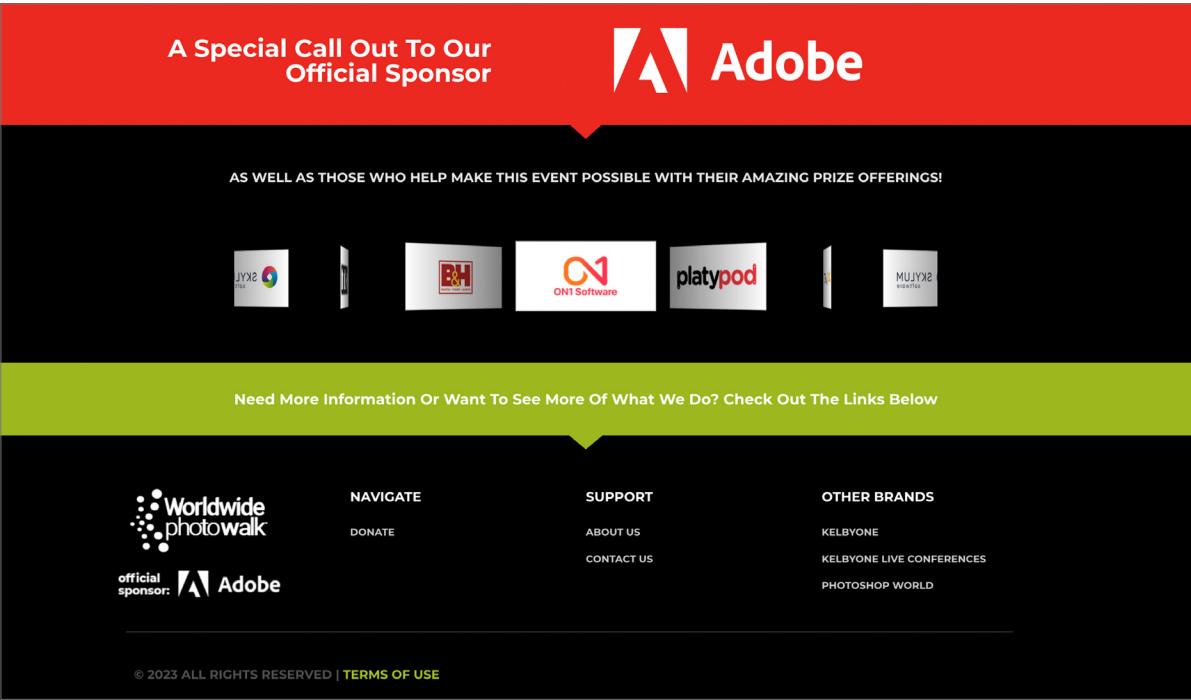 A Special Call Out To Our
Official Sponsor
Adobe
AS WELL AS THOSE WHO HELP MAKE THIS EVENT POSSIBLE WITH THEIR AMAZING PRIZE OFFERINGS!
SKYLUM
B&H
ON1 Software
platypod
SKYLUM
software
Need More Information Or Want To See More Of What We Do? Check Out The Links Below
Worldwide
photowalk
official
sponsor:
Adobe
NAVIGATE
DONATE
SUPPORT
ABOUT US
CONTACT US
OTHER BRANDS
KELBYONE
KELBYONE LIVE CONFERENCES
PHOTOSHOP WORLD
© 2023 ALL RIGHTS RESERVED | TERMS OF USE